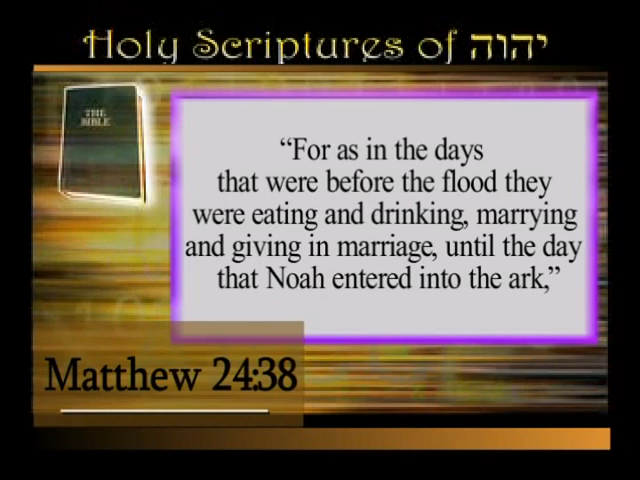 Holy Scriptures of יהוה
THE
BIBLE
“For as in the days
that were before the flood they
were eating and drinking, marrying
and giving in marriage, until the day
that Noah entered into the ark,”
Matthew 24:38